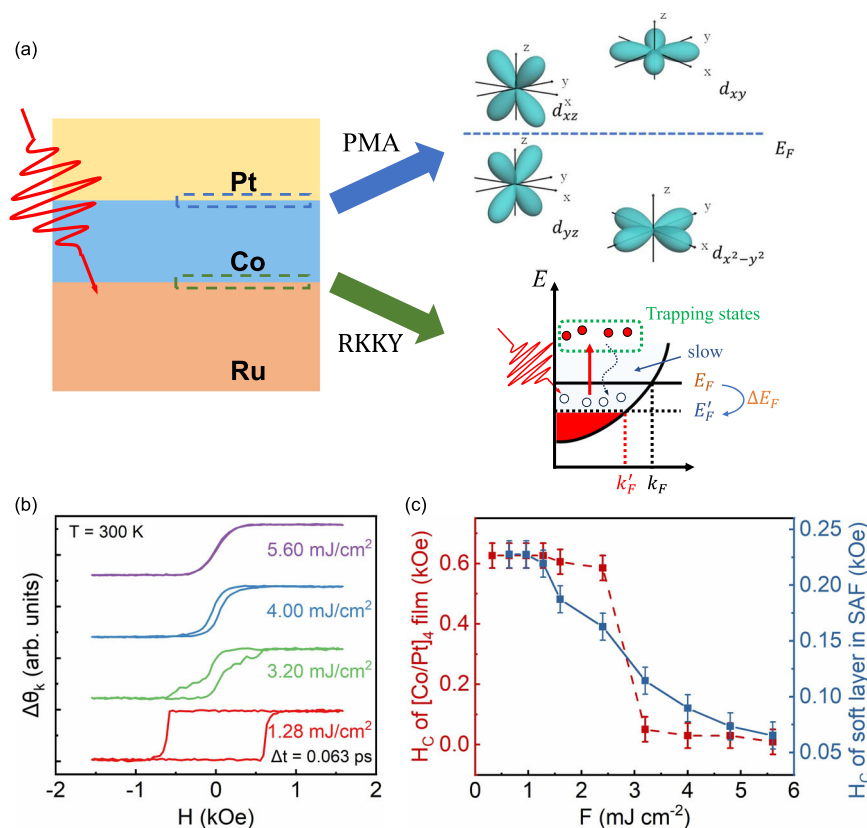 (a)
Pt
Co
Ru
PMA
RKKY
z
y
x
d_xz
z
y
x
d_xy
E_F
z
y
x
d_yz
z
y
x
d_x²−y²
E
Trapping states
slow
E_F
E′_F
ΔE_F
k′_F
k_F
(b)
T = 300 K
5.60 mJ/cm²
4.00 mJ/cm²
3.20 mJ/cm²
1.28 mJ/cm²
Δt = 0.063 ps
Δθ_k (arb. units)
-2 -1 0 1 2
H (kOe)
(c)
H_C of [Co/Pt]₄ film (kOe)
0.6
0.4
0.2
0.0
0 1 2 3 4 5 6
F (mJ cm⁻²)
0.25
0.20
0.15
0.10
0.05
H_C of soft layer in SAF (kOe)